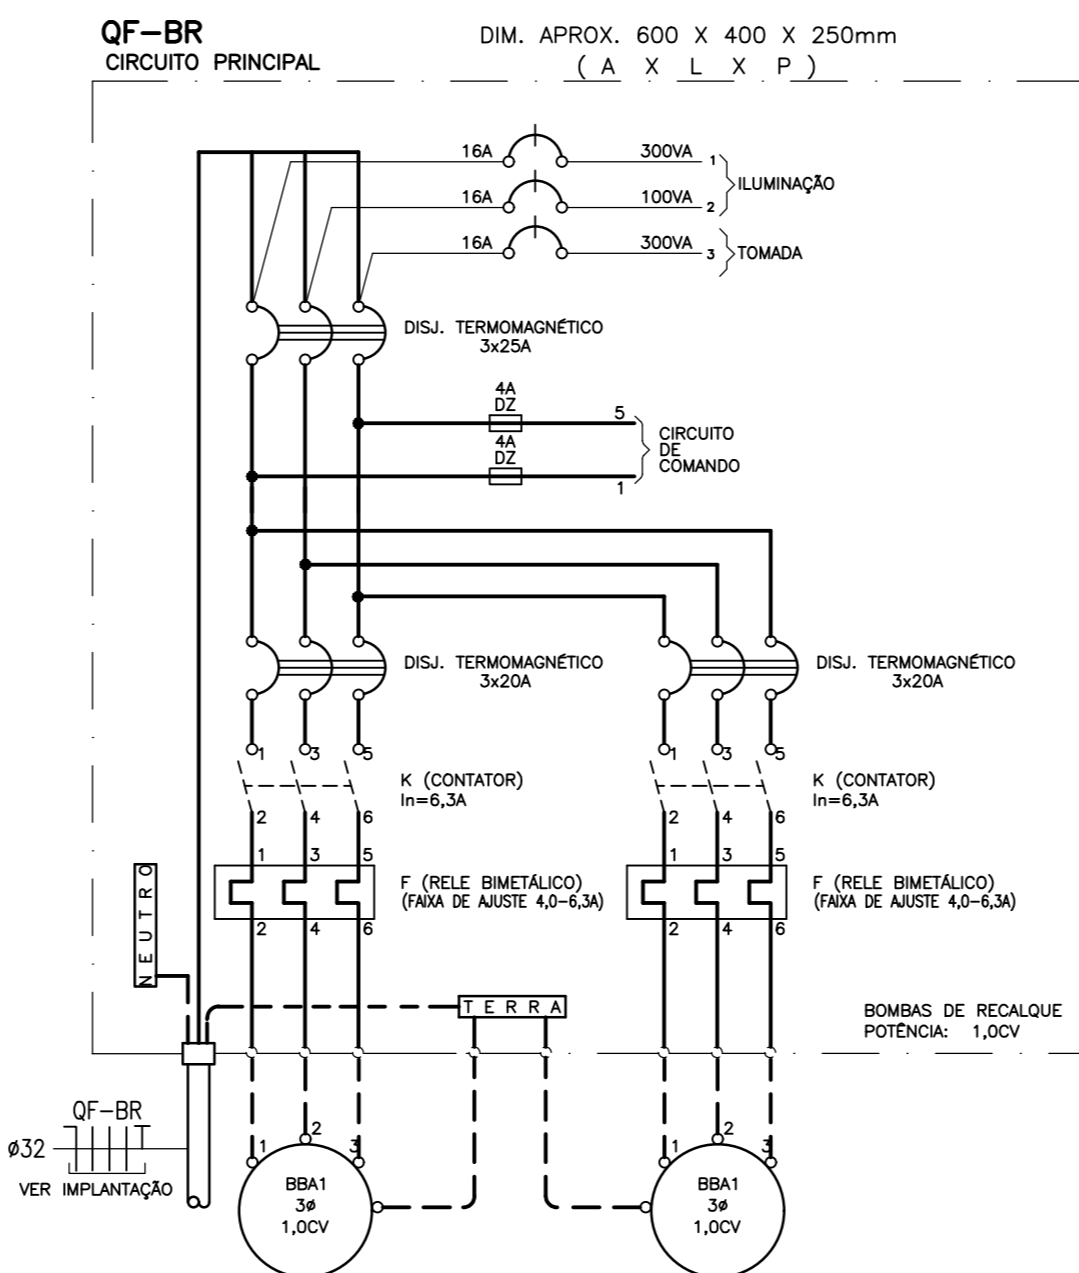 QF-BR
CIRCUITO PRINCIPAL
DIM. APROX. 600 X 400 X 250mm
( A X L X P )
16A 300VA 1
ILUMINAÇÃO
16A 100VA 2
16A 300VA 3 TOMADA
DISJ. TERMOMAGNÉTICO
3x25A
4A
DZ
5
4A
DZ
1
CIRCUITO
DE
COMANDO
DISJ. TERMOMAGNÉTICO
3x20A
DISJ. TERMOMAGNÉTICO
3x20A
1 3 5
K (CONTATOR)
In=6,3A
2 4 6
1 3 5
K (CONTATOR)
In=6,3A
2 4 6
1 3 5
F (RELE BIMETÁLICO)
(FAIXA DE AJUSTE 4,0-6,3A)
2 4 6
1 3 5
F (RELE BIMETÁLICO)
(FAIXA DE AJUSTE 4,0-6,3A)
2 4 6
NEUTRO
TERRA
BOMBAS DE RECALQUE
POTÊNCIA: 1,0CV
QF-BR
Ø32
VER IMPLANTAÇÃO
1 2 3
BBA1
3ø
1,0CV
1 2 3
BBA1
3ø
1,0CV